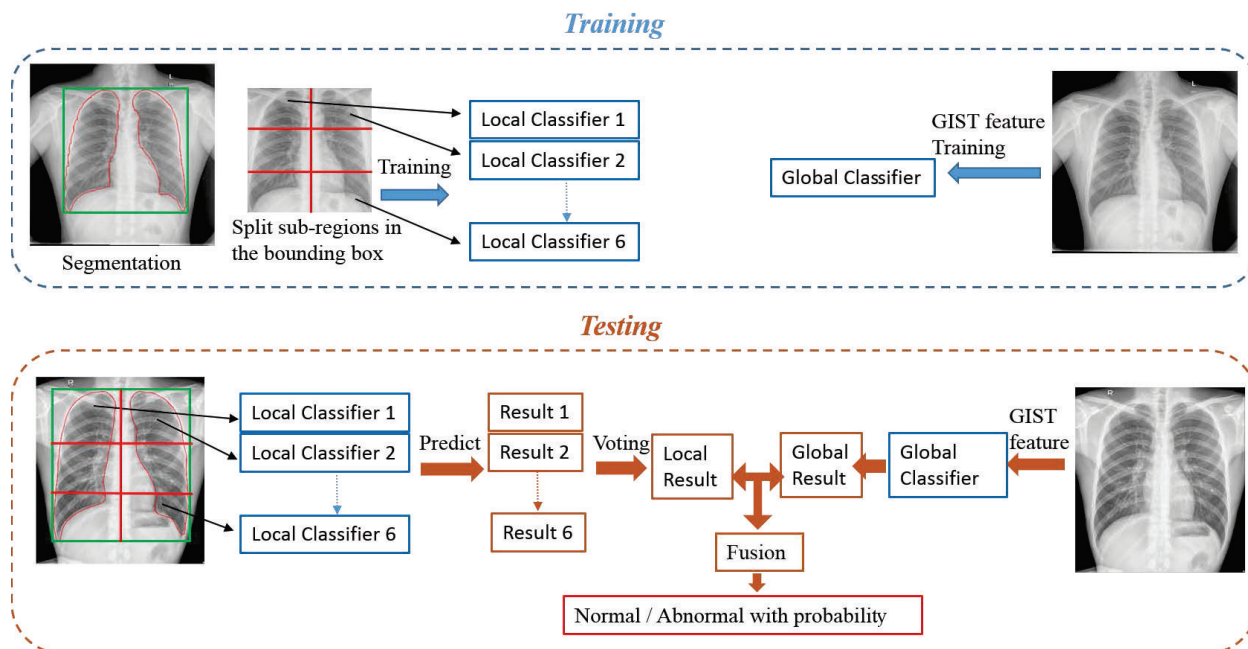 Training
L
Segmentation
Split sub-regions in
the bounding box
Training
Local Classifier 1
Local Classifier 2
Local Classifier 6
Global Classifier
GIST feature
Training
L
Testing
R
Local Classifier 1
Local Classifier 2
Local Classifier 6
Predict
Result 1
Result 2
Result 6
Voting
Local
Result
Global
Result
Global
Classifier
GIST
feature
R
Fusion
Normal / Abnormal with probability